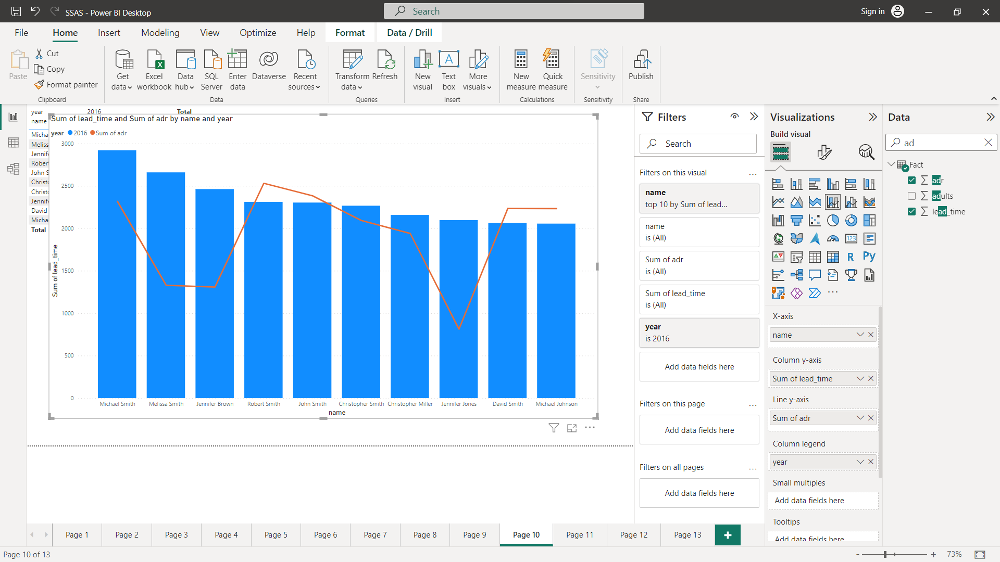 SSAS - Power BI Desktop
Search
Sign in
File Home Insert Modeling View Optimize Help Format Data / Drill
Paste
Cut
Copy
Format painter
Clipboard
Get data
Excel workbook
Data hub
SQL Server
Enter data
Dataverse
Recent sources
Data
Transform data
Refresh
Queries
New visual
Text box
More visuals
Insert
New measure
Quick measure
Calculations
Sensitivity
Sensitivity
Publish
Share
year 2016 Total
name
Micha
Meliss
Jennife
Robert
John S
Christo
Christo
Jennife
David
Micha
Total
Sum of lead_time and Sum of adr by name and year
year 2016 Sum of adr
3000
2500
2000
1500
1000
500
0
Sum of lead_time
Michael Smith Melissa Smith Jennifer Brown Robert Smith John Smith Christopher Smith Christopher Miller Jennifer Jones David Smith Michael Johnson
name
Filters
Search
Filters on this visual
name
top 10 by Sum of lead...
name
is (All)
Sum of adr
is (All)
Sum of lead_time
is (All)
year
is 2016
Add data fields here
Filters on this page
Add data fields here
Filters on all pages
Add data fields here
Visualizations
Build visual
123
R
Py
X-axis
name
Column y-axis
Sum of lead_time
Line y-axis
Sum of adr
Column legend
year
Small multiples
Add data fields here
Tooltips
Add data fields here
Data
ad
Fact
adr
adults
lead_time
Page 1 Page 2 Page 3 Page 4 Page 5 Page 6 Page 7 Page 8 Page 9 Page 10 Page 11 Page 12 Page 13
Page 10 of 13
- + 73%